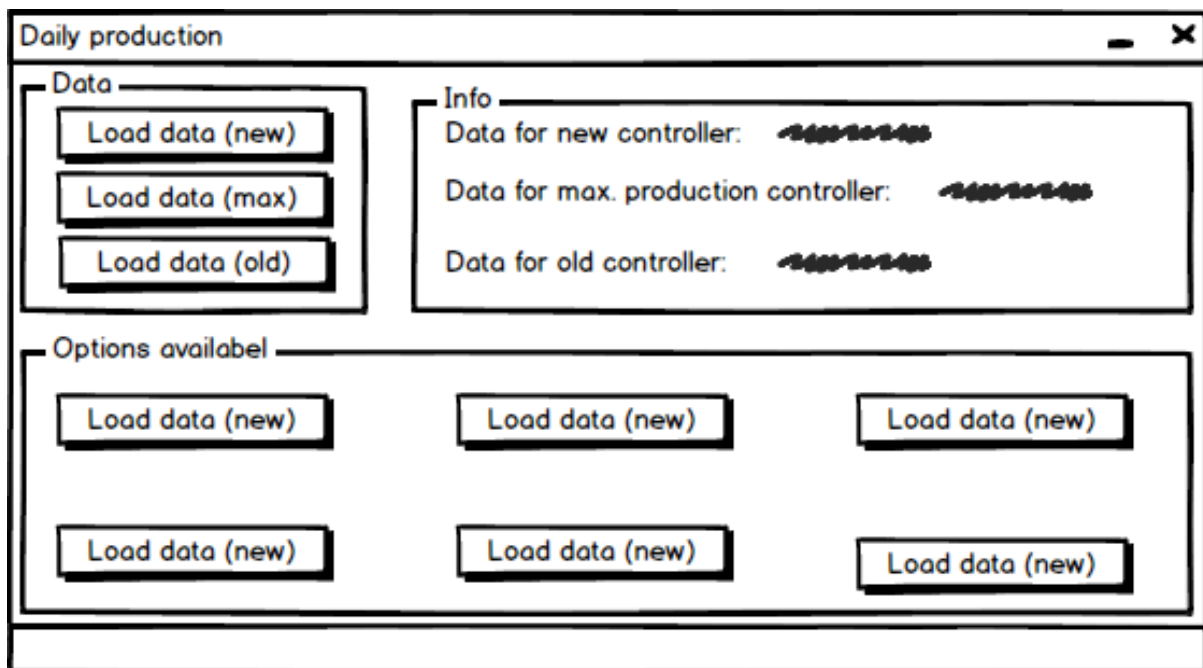 Daily production
Data
Load data (new)
Load data (max)
Load data (old)
Info
Data for new controller:
Data for max. production controller:
Data for old controller:
Options availabel
Load data (new) Load data (new) Load data (new)
Load data (new) Load data (new) Load data (new)